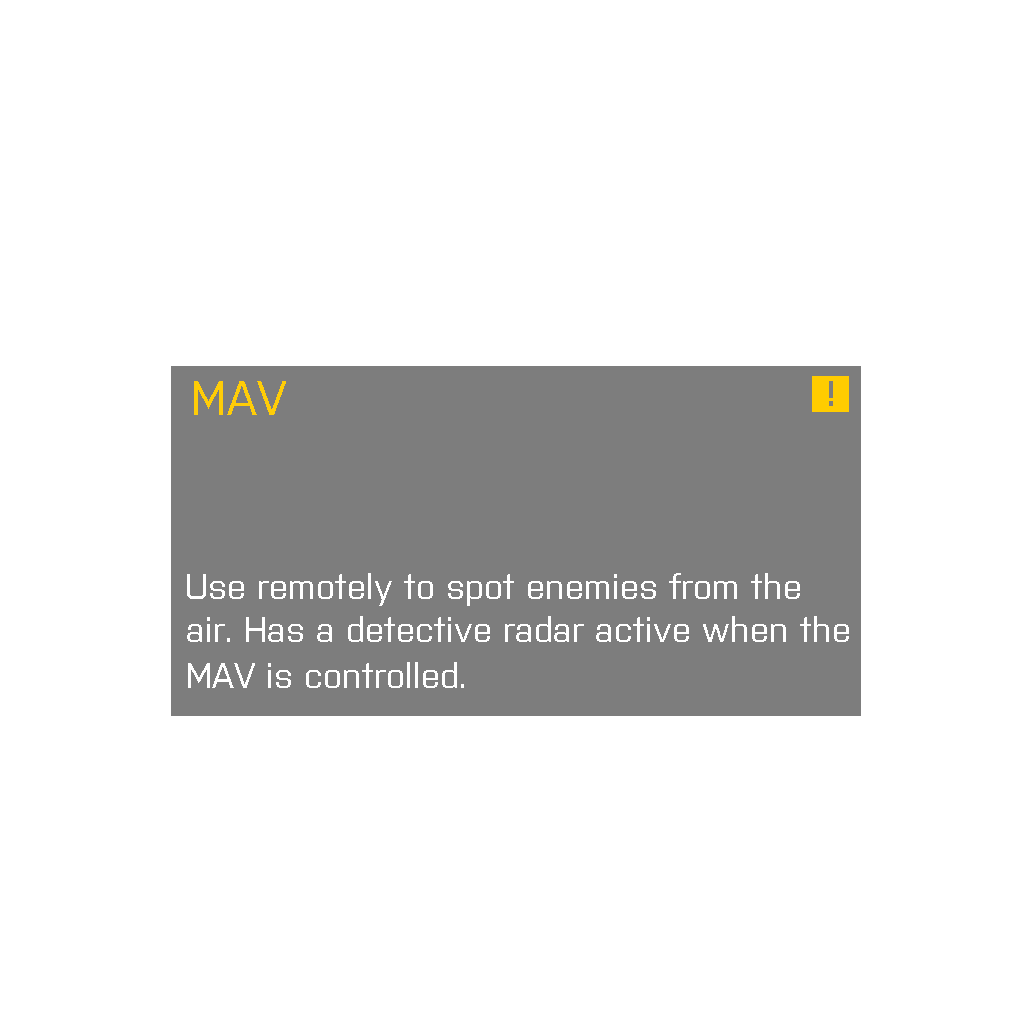 MAV
!
Use remotely to spot enemies from the
air. Has a detective radar active when the
MAV is controlled.